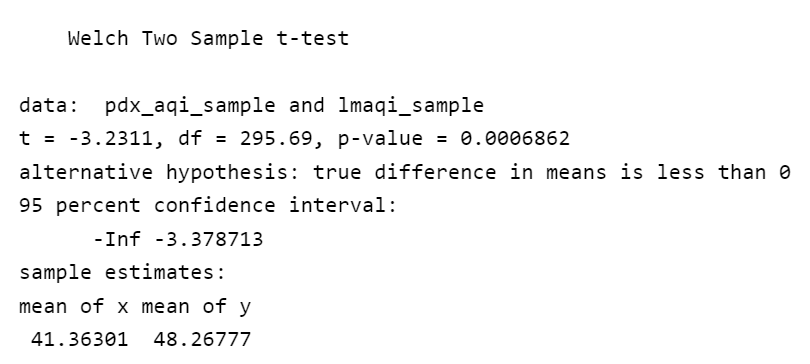 Welch Two Sample t-test
data:  pdx_aqi_sample and lmaqi_sample
t = -3.2311, df = 295.69, p-value = 0.0006862
alternative hypothesis: true difference in means is less than 0
95 percent confidence interval:
-Inf -3.378713
sample estimates:
mean of x mean of y
41.36301  48.26777